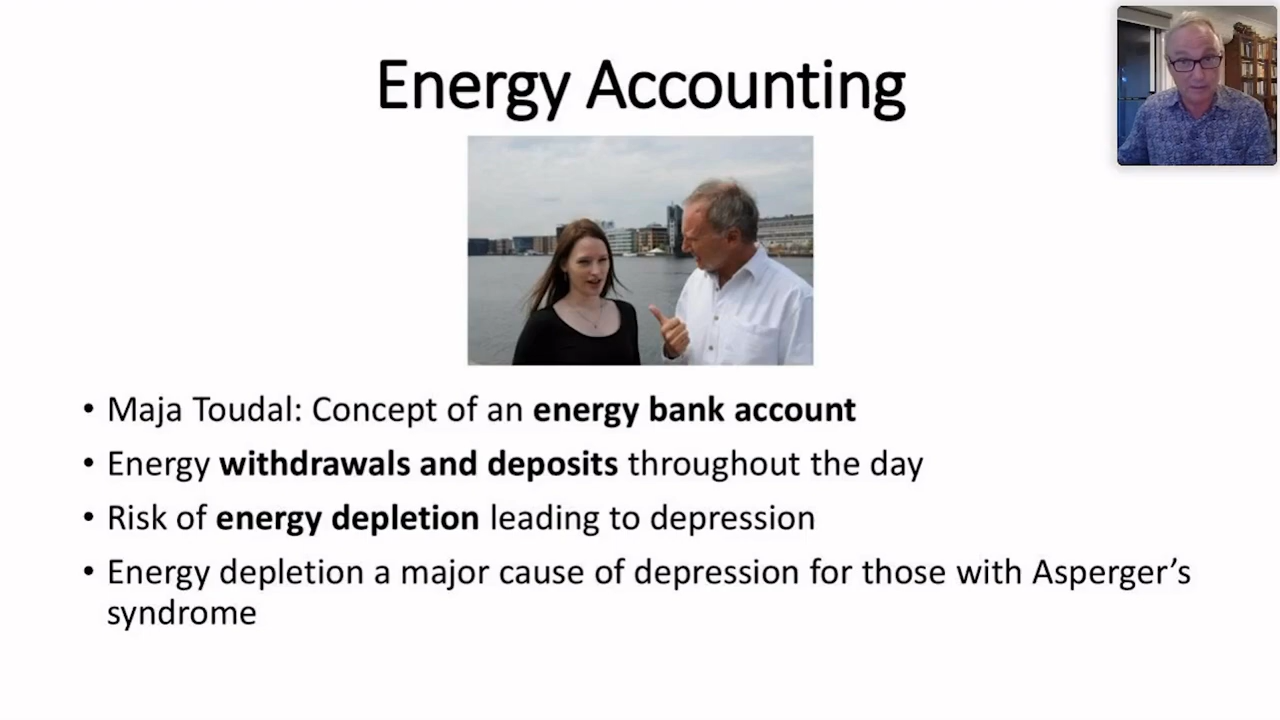 Energy Accounting
• Maja Toudal: Concept of an energy bank account
• Energy withdrawals and deposits throughout the day
• Risk of energy depletion leading to depression
• Energy depletion a major cause of depression for those with Asperger’s
syndrome